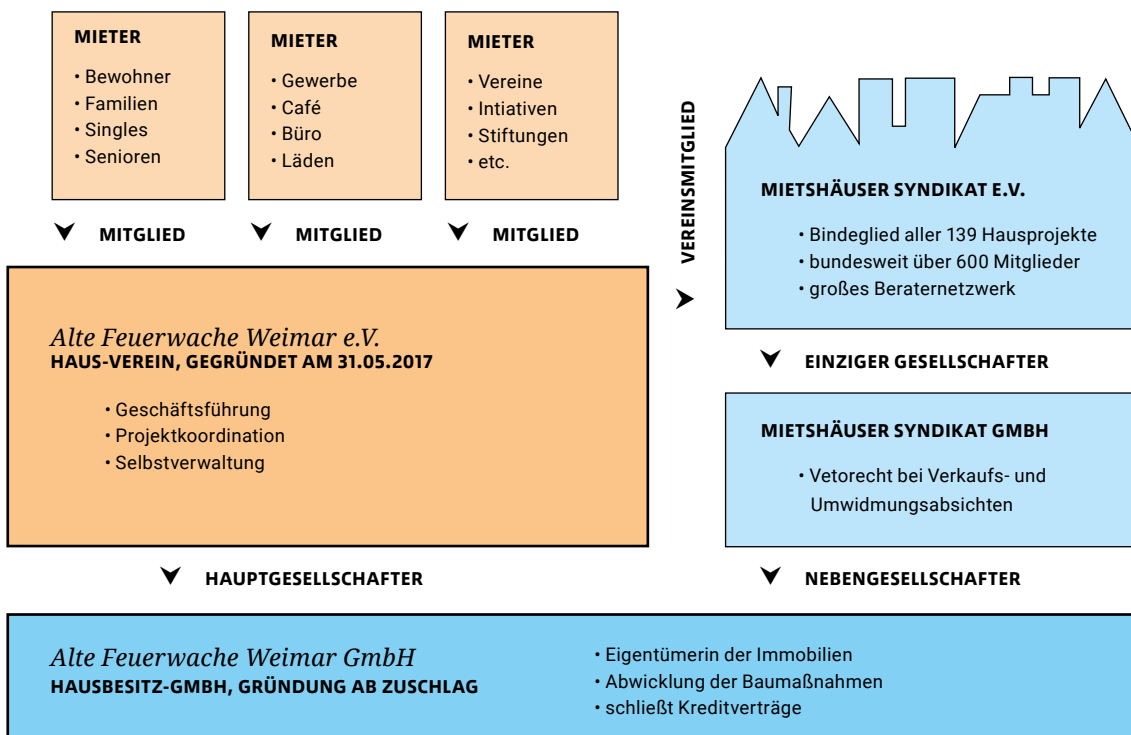 MIETER
• Bewohner
• Familien
• Singles
• Senioren
MIETER
• Gewerbe
• Café
• Büro
• Läden
MIETER
• Vereine
• Intiativen
• Stiftungen
• etc.
MITGLIED
MITGLIED
MITGLIED
Alte Feuerwache Weimar e.V.
HAUS-VEREIN, GEGRÜNDET AM 31.05.2017
• Geschäftsführung
• Projektkoordination
• Selbstverwaltung
VEREINSMITGLIED
MIETSHÄUSER SYNDIKAT E.V.
• Bindeglied aller 139 Hausprojekte
• bundesweit über 600 Mitglieder
• großes Beraternetzwerk
EINZIGER GESELLSCHAFTER
MIETSHÄUSER SYNDIKAT GMBH
• Vetorecht bei Verkaufs- und
Umwidmungsabsichten
HAUPTGESELLSCHAFTER
NEBENGESELLSCHAFTER
Alte Feuerwache Weimar GmbH
HAUSBESITZ-GMBH, GRÜNDUNG AB ZUSCHLAG
• Eigentümerin der Immobilien
• Abwicklung der Baumaßnahmen
• schließt Kreditverträge